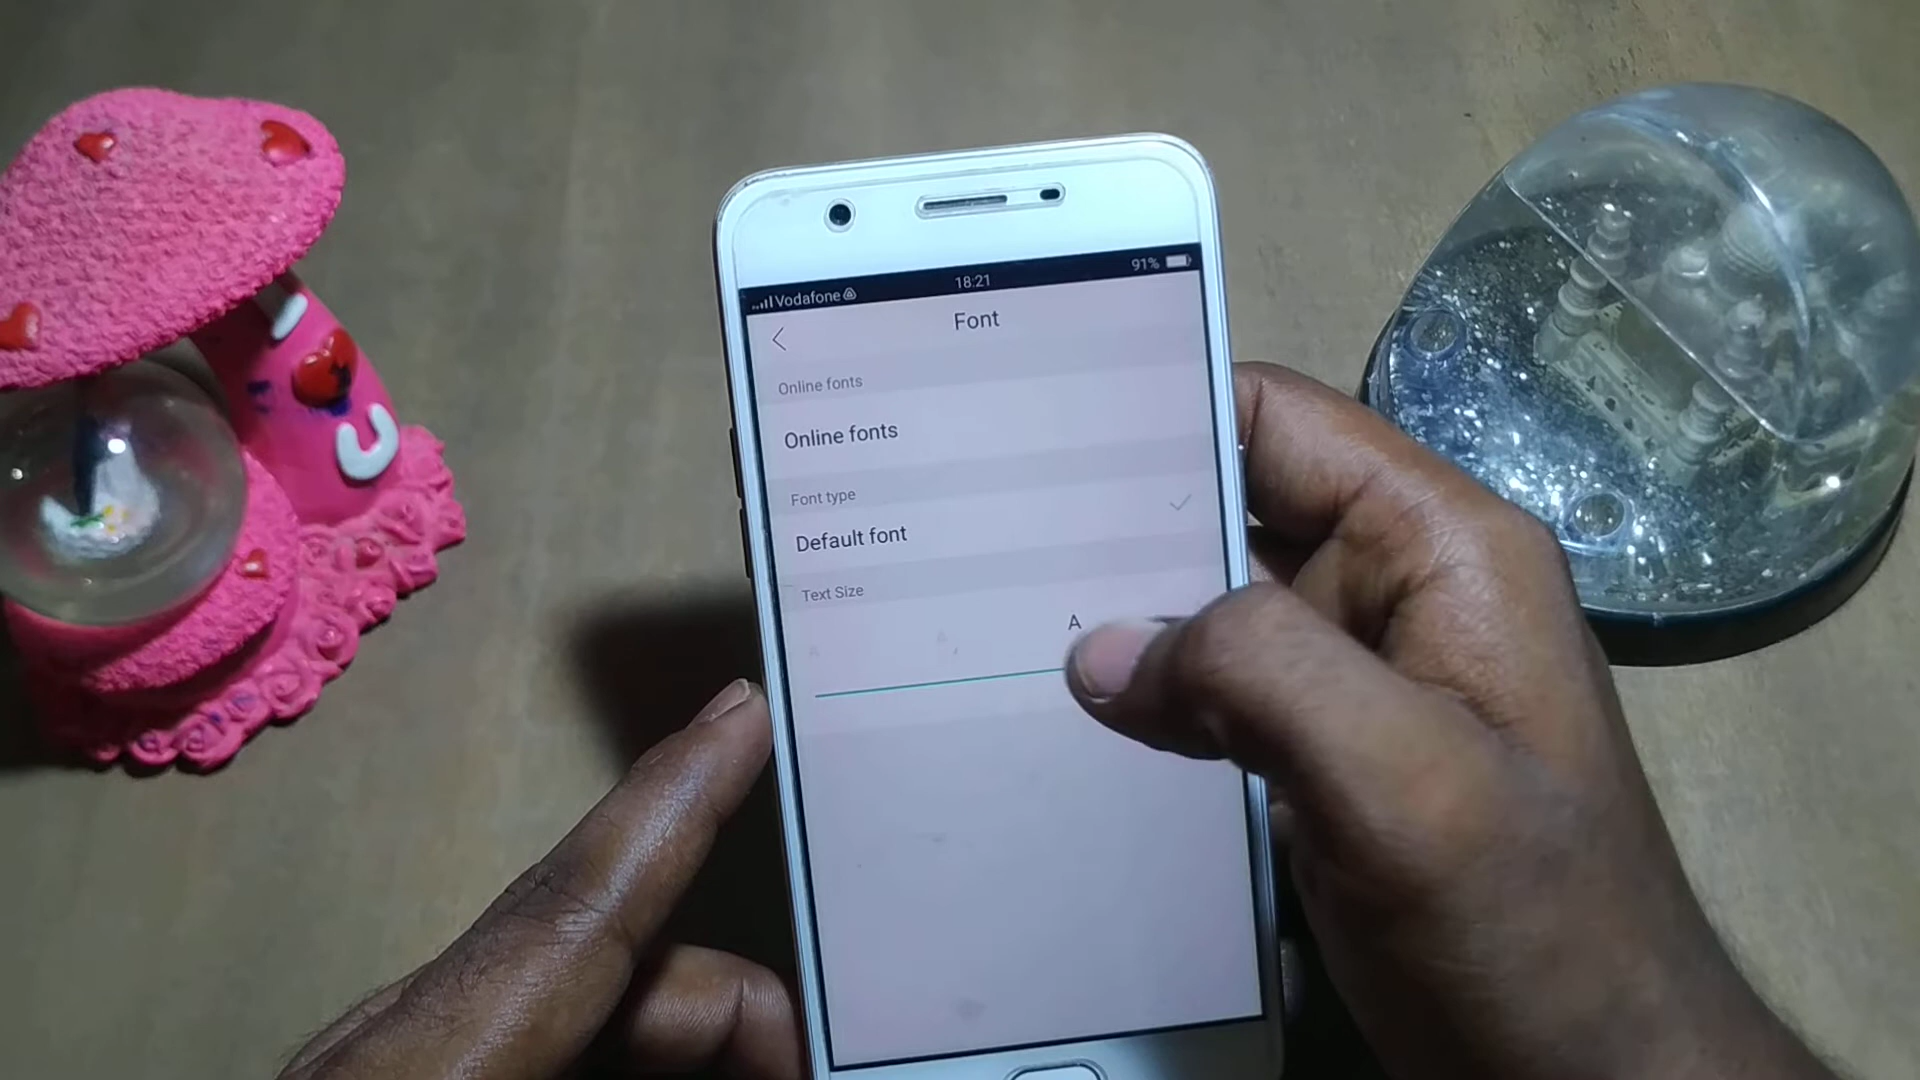 Vodafone 18:21 91%
Font
Online fonts
Online fonts
Font type
Default font
Text Size
A A A